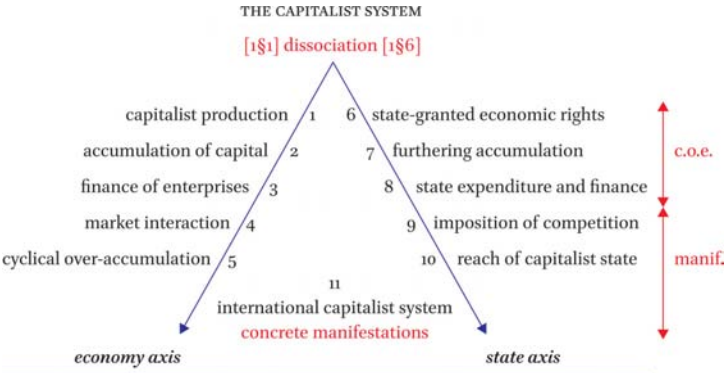 THE CAPITALIST SYSTEM
[1§1] dissociation [1§6]
capitalist production 1 6 state-granted economic rights
accumulation of capital 2 7 furthering accumulation
c.o.e.
finance of enterprises 3 8 state expenditure and finance
market interaction 4 9 imposition of competition
cyclical over-accumulation 5 10 reach of capitalist state
manif.
11
international capitalist system
concrete manifestations
economy axis state axis